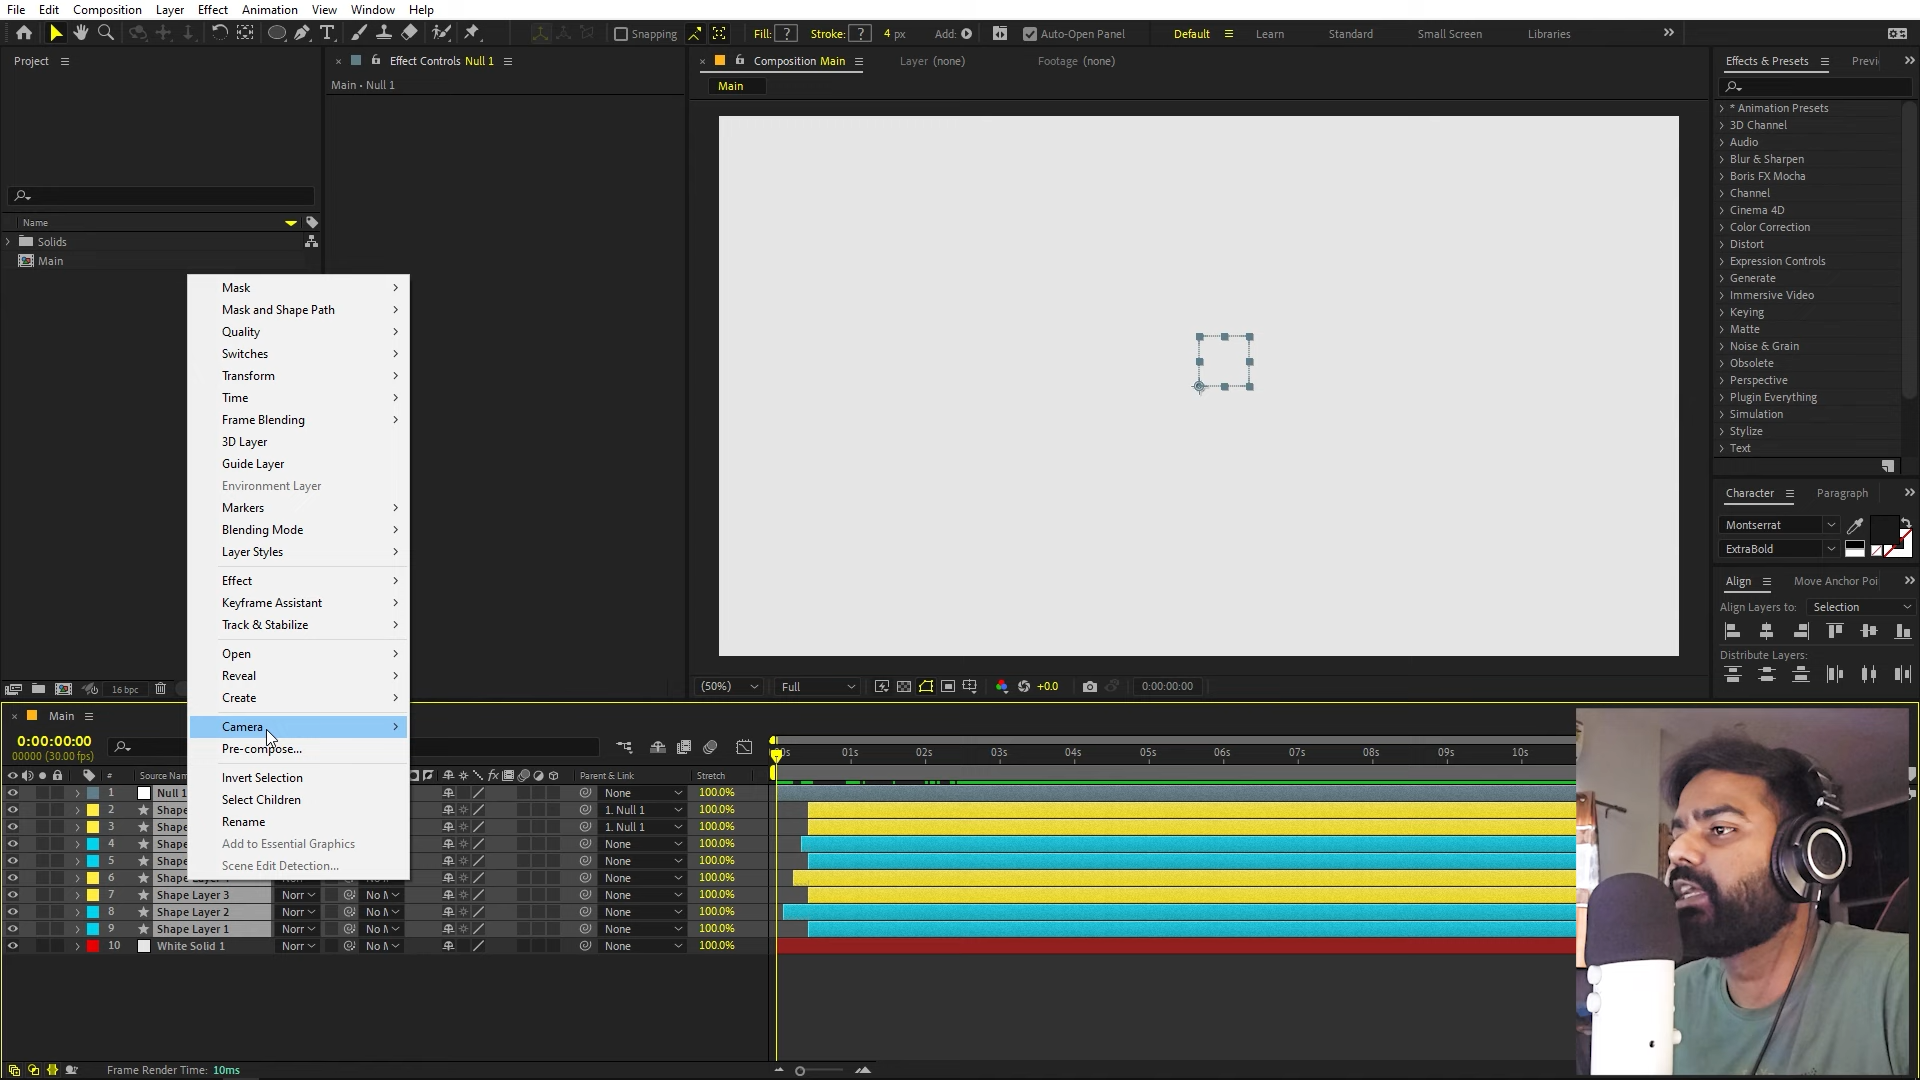 File Edit Composition Layer Effect Animation View Window Help
Snapping Fill: ? Stroke: ? 4 px Add: Auto-Open Panel Default Learn Standard Small Screen Libraries
Project
Effect Controls Null 1
Main • Null 1
Composition Main
Layer (none)
Footage (none)
Main
Effects & Presets
Previ
* Animation Presets
3D Channel
Audio
Blur & Sharpen
Boris FX Mocha
Channel
Cinema 4D
Color Correction
Distort
Expression Controls
Generate
Immersive Video
Keying
Matte
Noise & Grain
Obsolete
Perspective
Plugin Everything
Simulation
Stylize
Text
Name
Solids
Main
Mask
Mask and Shape Path
Quality
Switches
Transform
Time
Frame Blending
3D Layer
Guide Layer
Environment Layer
Markers
Blending Mode
Layer Styles
Effect
Keyframe Assistant
Track & Stabilize
Open
Reveal
Create
Camera
Pre-compose...
Invert Selection
Select Children
Rename
Add to Essential Graphics
Scene Edit Detection...
Character
Paragraph
Montserrat
ExtraBold
Align
Move Anchor Poi
Align Layers to: Selection
Distribute Layers:
16 bpc
(50%) Full +0.0 0:00:00:00
Main
0:00:00:00
00000 (30.00 fps)
# Source Nam Parent & Link Stretch
01s 02s 03s 04s 05s 06s 07s 08s 09s 10s
1 Null 1 None 100.0%
2 Shape 1. Null 1 100.0%
3 Shape 1. Null 1 100.0%
4 Shape None 100.0%
5 Shape None 100.0%
6 None 100.0%
7 Shape Layer 3 Norr No M None 100.0%
8 Shape Layer 2 Norr No M None 100.0%
9 Shape Layer 1 Norr No M None 100.0%
10 White Solid 1 Norr No M None 100.0%
Frame Render Time: 10ms